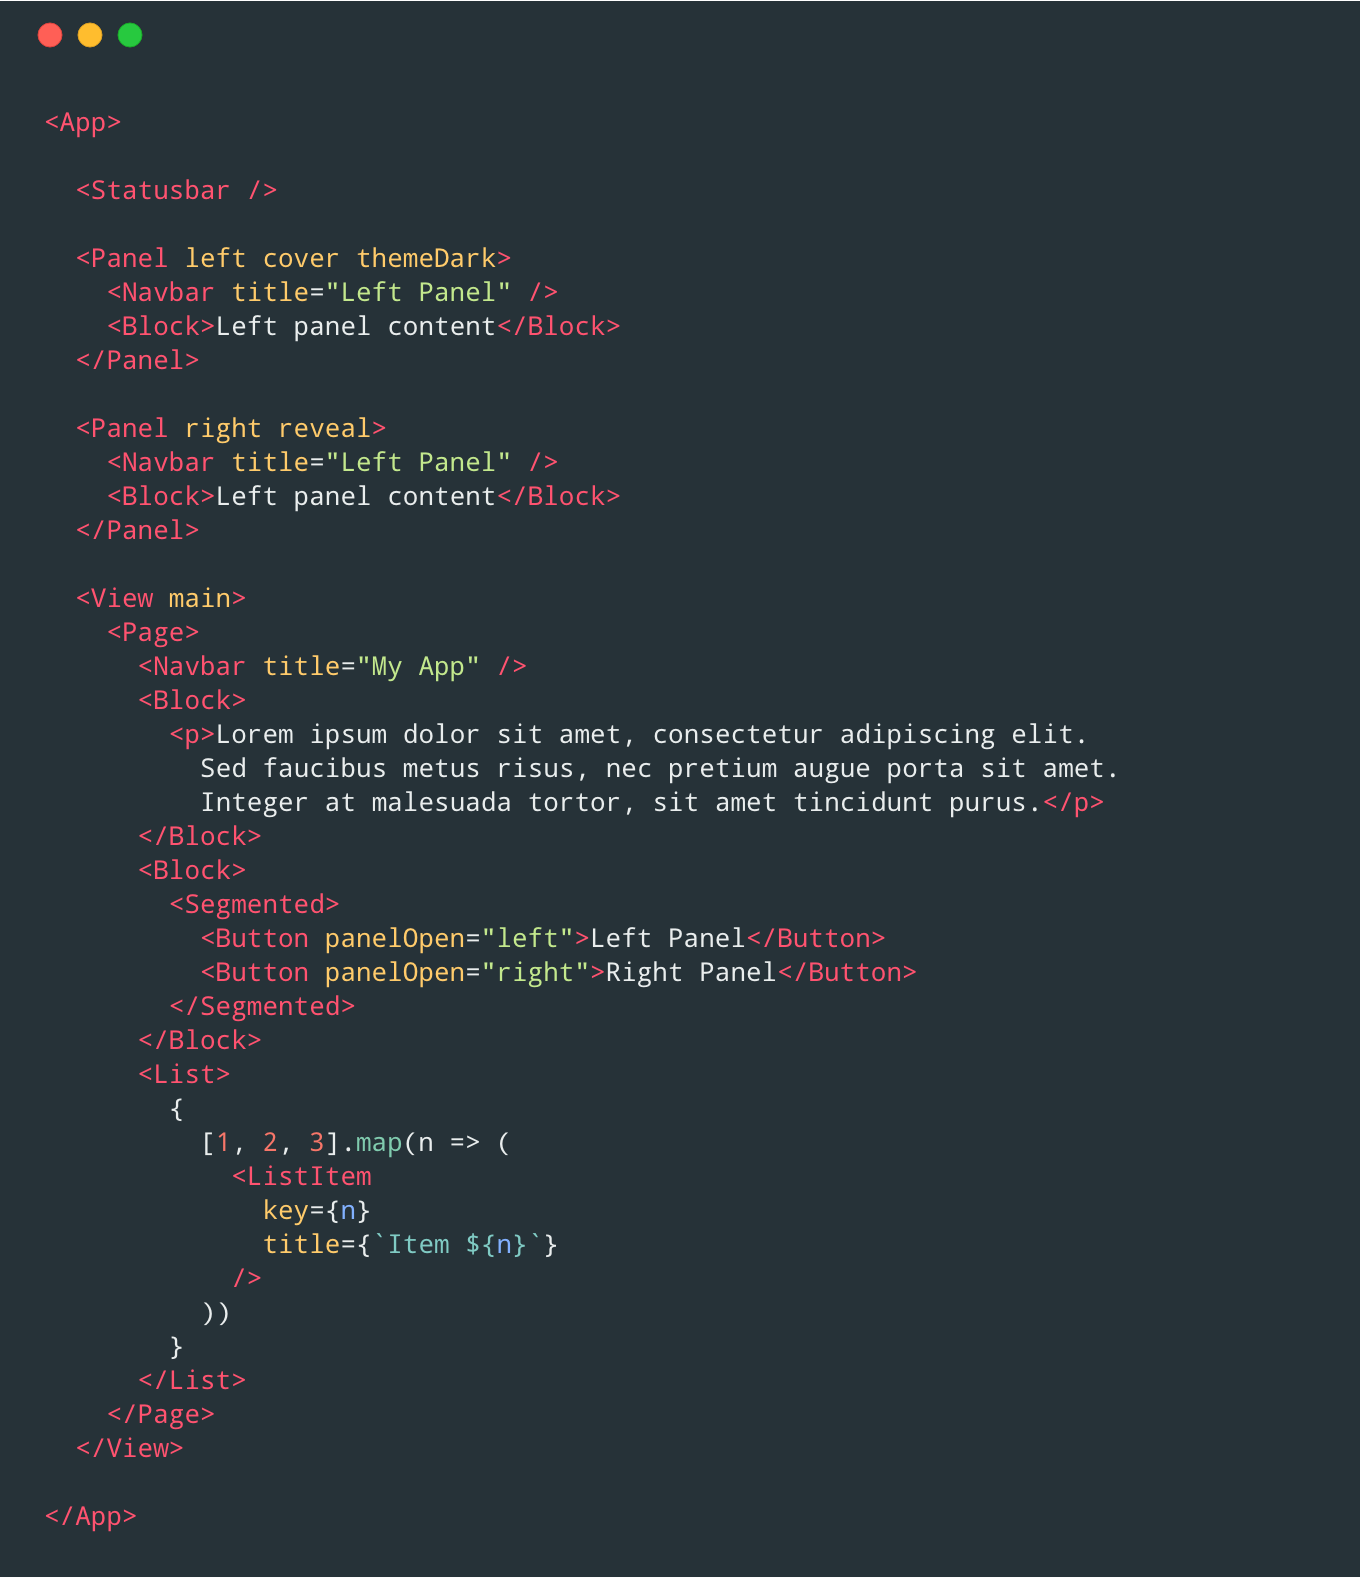 <App>

  <Statusbar />

  <Panel left cover themeDark>
    <Navbar title="Left Panel" />
    <Block>Left panel content</Block>
  </Panel>

  <Panel right reveal>
    <Navbar title="Left Panel" />
    <Block>Left panel content</Block>
  </Panel>

  <View main>
    <Page>
      <Navbar title="My App" />
      <Block>
        <p>Lorem ipsum dolor sit amet, consectetur adipiscing elit.
          Sed faucibus metus risus, nec pretium augue porta sit amet.
          Integer at malesuada tortor, sit amet tincidunt purus.</p>
      </Block>
      <Block>
        <Segmented>
          <Button panelOpen="left">Left Panel</Button>
          <Button panelOpen="right">Right Panel</Button>
        </Segmented>
      </Block>
      <List>
        {
          [1, 2, 3].map(n => (
            <ListItem
              key={n}
              title={`Item ${n}`}
            />
          ))
        }
      </List>
    </Page>
  </View>

</App>